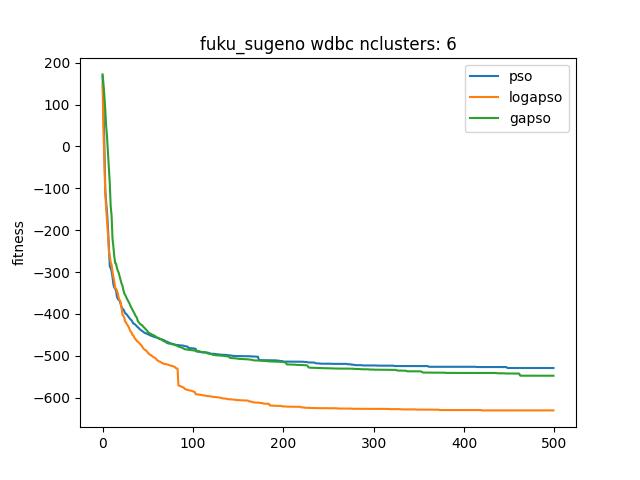 fuku_sugeno wdbc nclusters: 6
pso
logapso
gapso
fitness
200
100
0
−100
−200
−300
−400
−500
−600
0 100 200 300 400 500